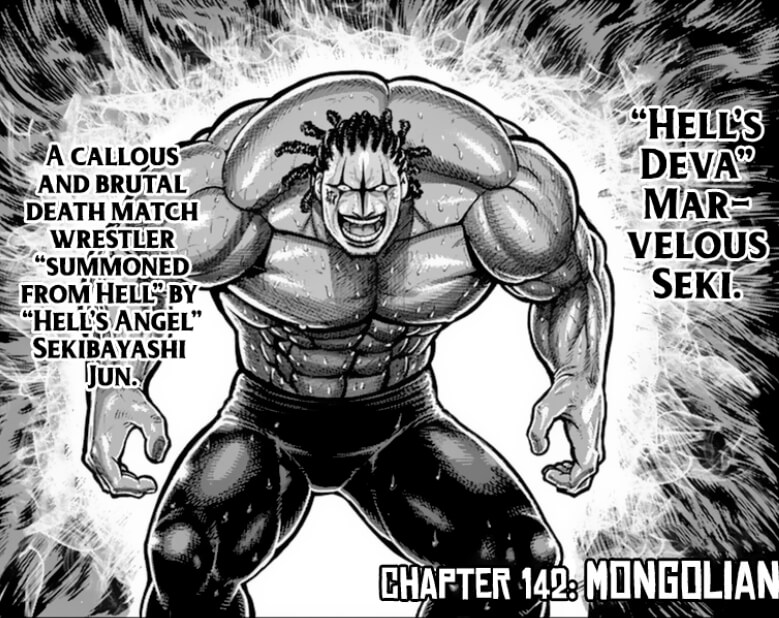 “HELL’S
DEVA”
MAR–
VELOUS
SEKI.
A CALLOUS
AND BRUTAL
DEATH MATCH
WRESTLER
“SUMMONED
FROM HELL” BY
“HELL’S ANGEL”
SEKIBAYASHI
JUN.
CHAPTER 142: MONGOLIAN